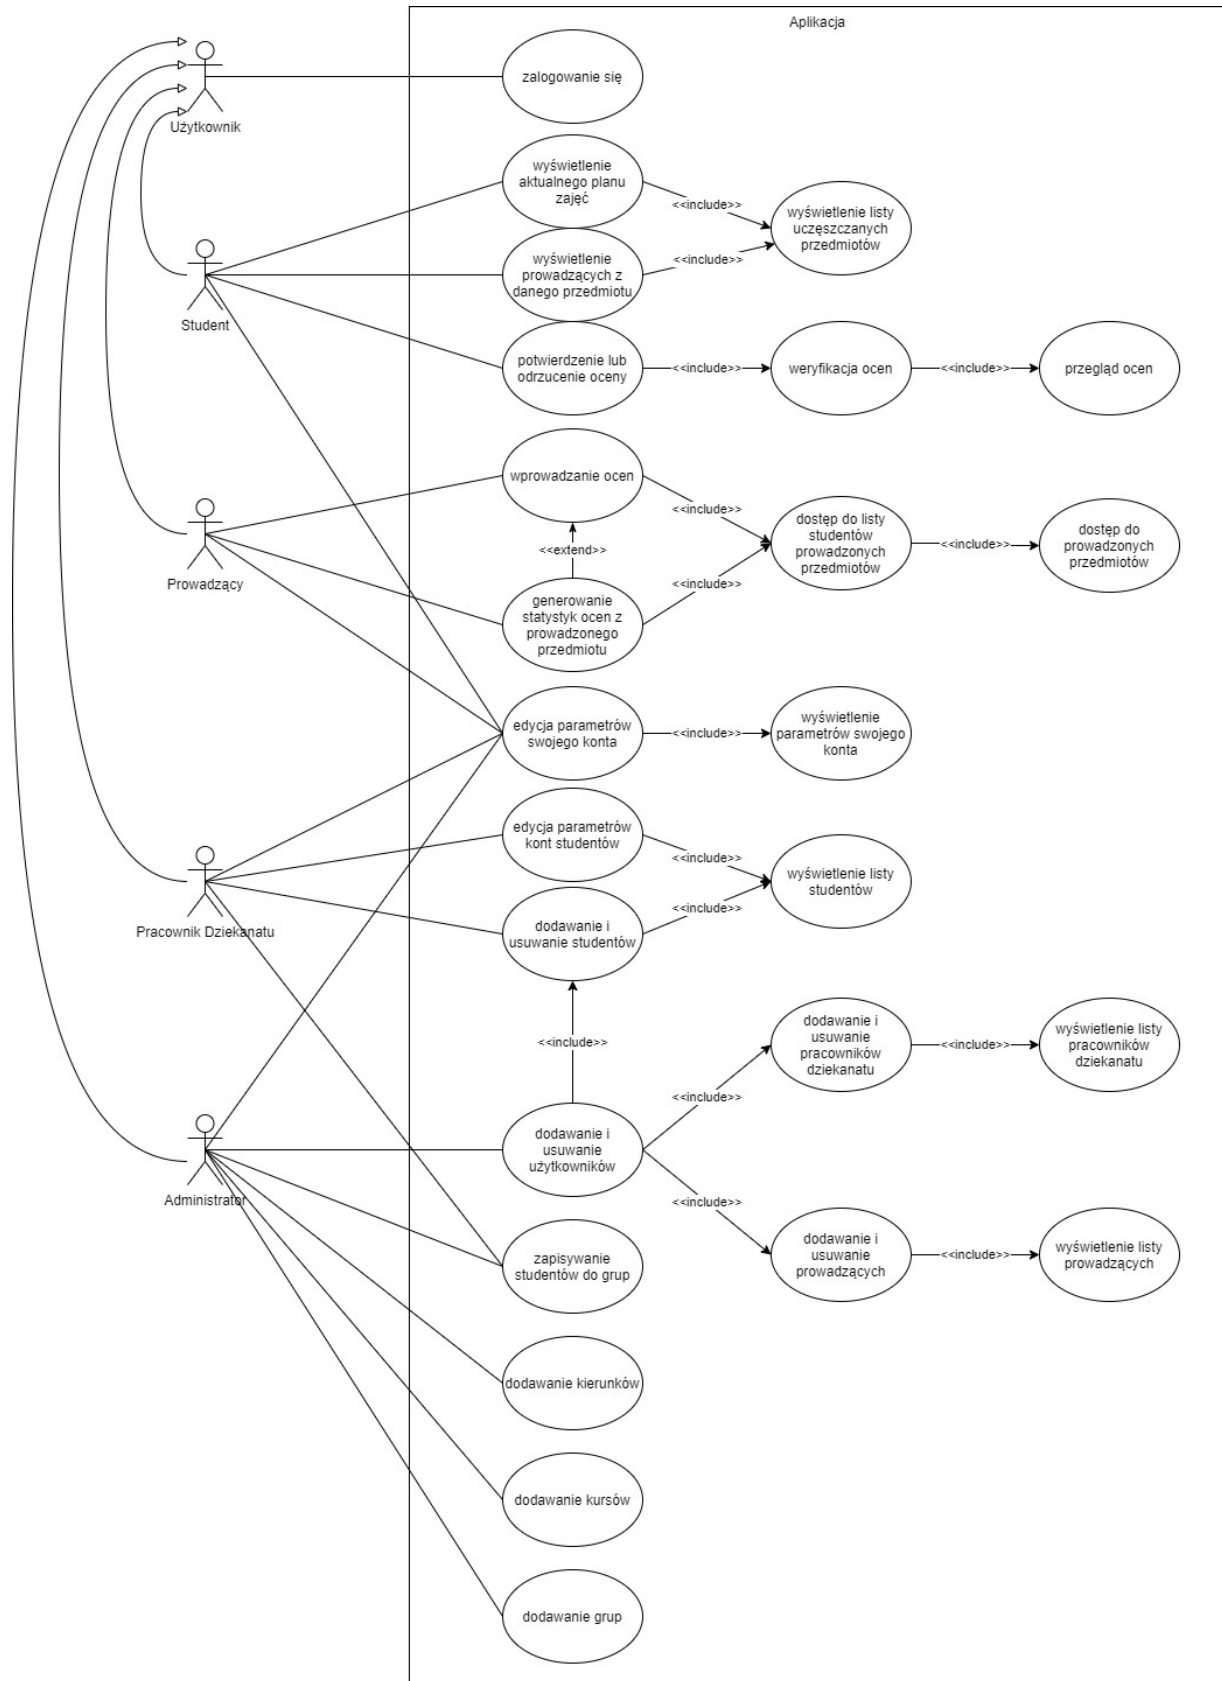 Aplikacja
zalogowanie się
Użytkownik
wyświetlenie
aktualnego planu
zajęć
<<include>>
wyświetlenie listy
uczęszczanych
przedmiotów
wyświetlenie
prowadzących z
danego przedmiotu
<<include>>
Student
potwierdzenie lub
odrzucenie oceny
<<include>>
weryfikacja ocen
<<include>>
przegląd ocen
wprowadzanie ocen
<<include>>
dostęp do listy
studentów
prowadzonych
przedmiotów
<<include>>
dostęp do
prowadzonych
przedmiotów
<<extend>>
Prowadzący
<<include>>
generowanie
statystyk ocen z
prowadzonego
przedmiotu
edycja parametrów
swojego konta
<<include>>
wyświetlenie
parametrów swojego
konta
edycja parametrów
kont studentów
<<include>>
wyświetlenie listy
studentów
<<include>>
dodawanie i
usuwanie studentów
Pracownik Dziekanatu
<<include>>
dodawanie i
usuwanie
pracowników
dziekanatu
<<include>>
wyświetlenie listy
pracowników
dziekanatu
<<include>>
dodawanie i
usuwanie
użytkowników
Administrator
<<include>>
dodawanie i
usuwanie
prowadzących
<<include>>
wyświetlenie listy
prowadzących
zapisywanie
studentów do grup
dodawanie kierunków
dodawanie kursów
dodawanie grup